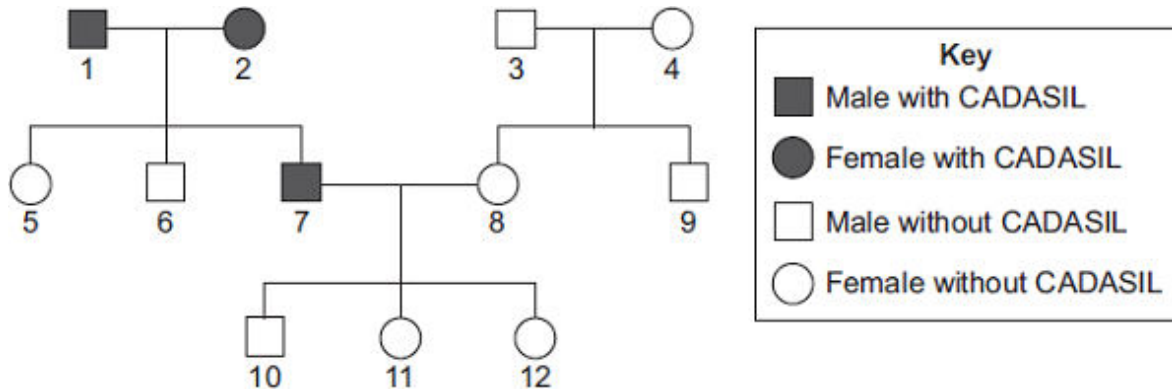 1 2 3 4
5 6 7 8 9
10 11 12
Key
Male with CADASIL
Female with CADASIL
Male without CADASIL
Female without CADASIL